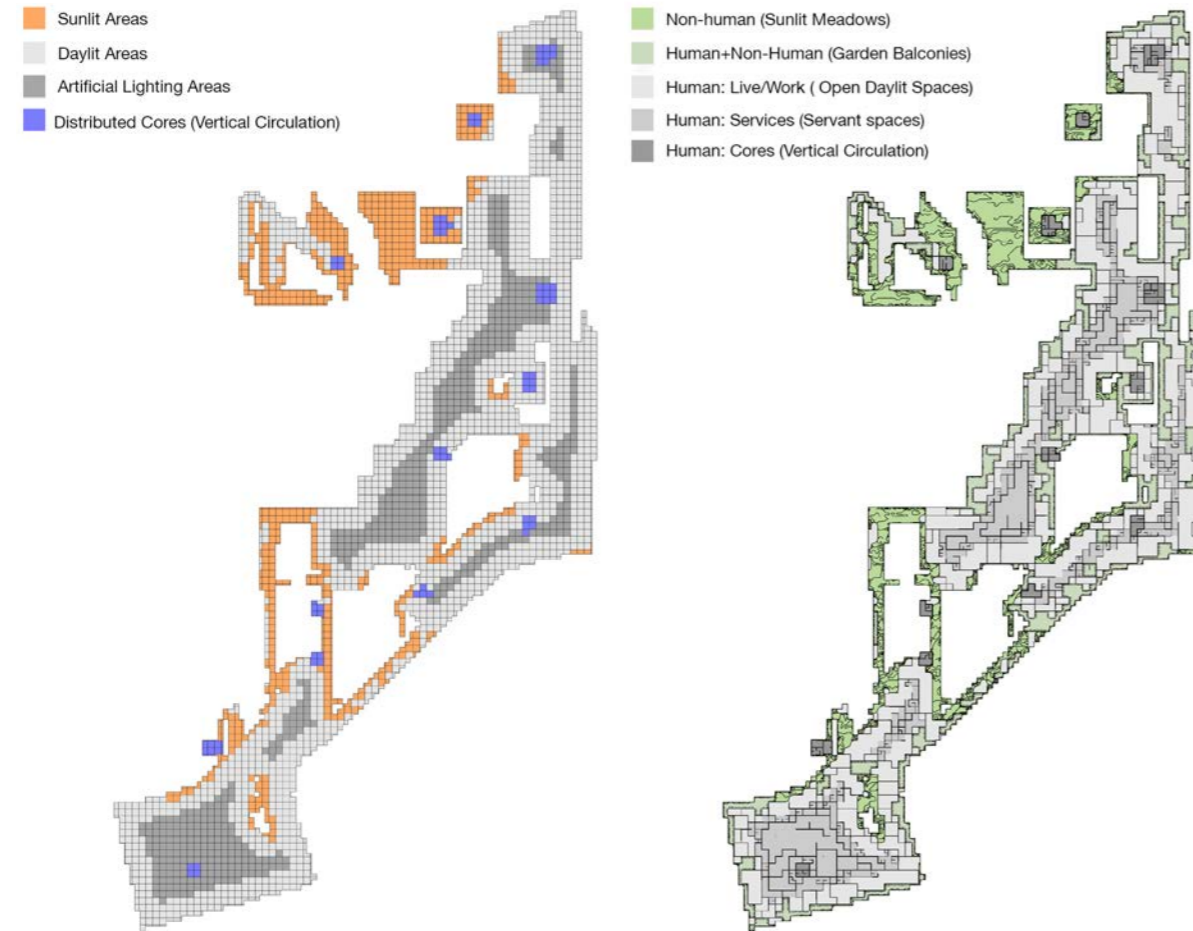 Sunlit Areas
Daylit Areas
Artificial Lighting Areas
Distributed Cores (Vertical Circulation)
Non-human (Sunlit Meadows)
Human+Non-Human (Garden Balconies)
Human: Live/Work ( Open Daylit Spaces)
Human: Services (Servant spaces)
Human: Cores (Vertical Circulation)